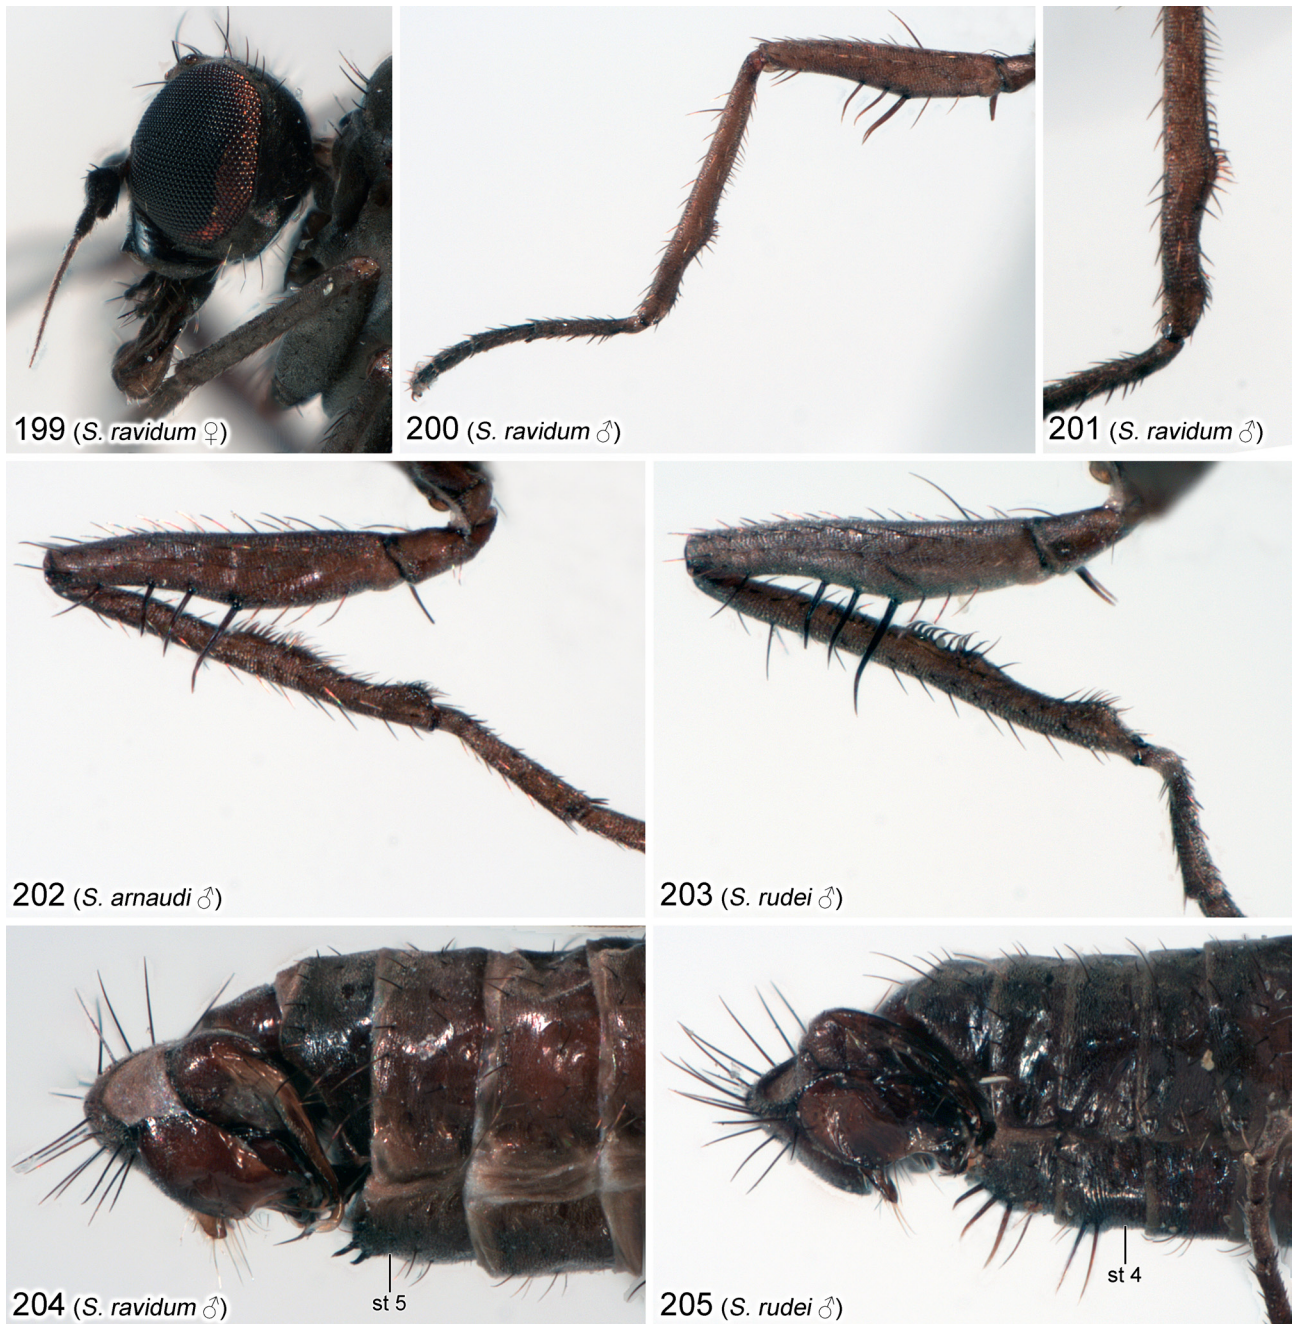 199 (S. ravidum ♀)
200 (S. ravidum ♂)
201 (S. ravidum ♂)
202 (S. arnaudi ♂)
203 (S. rudei ♂)
st 5
204 (S. ravidum ♂)
st 4
205 (S. rudei ♂)